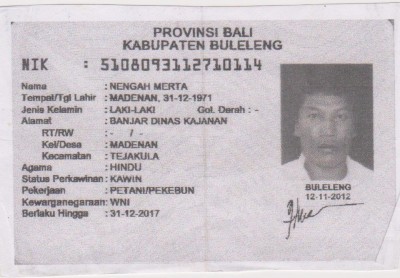 PROVINSI BALI
KABUPATEN BULELENG
NIK : 5108093112710114
Nama : NENGAH MERTA
Tempat/Tgl Lahir : MADENAN, 31-12-1971
Jenis Kelamin : LAKI-LAKI Gol. Darah : -
Alamat : BANJAR DINAS KAJANAN
RT/RW : - / -
Kel/Desa : MADENAN
Kecamatan : TEJAKULA
Agama : HINDU
Status Perkawinan : KAWIN
Pekerjaan : PETANI/PEKEBUN
Kewarganegaraan : WNI
Berlaku Hingga : 31-12-2017
BULELENG
12-11-2012